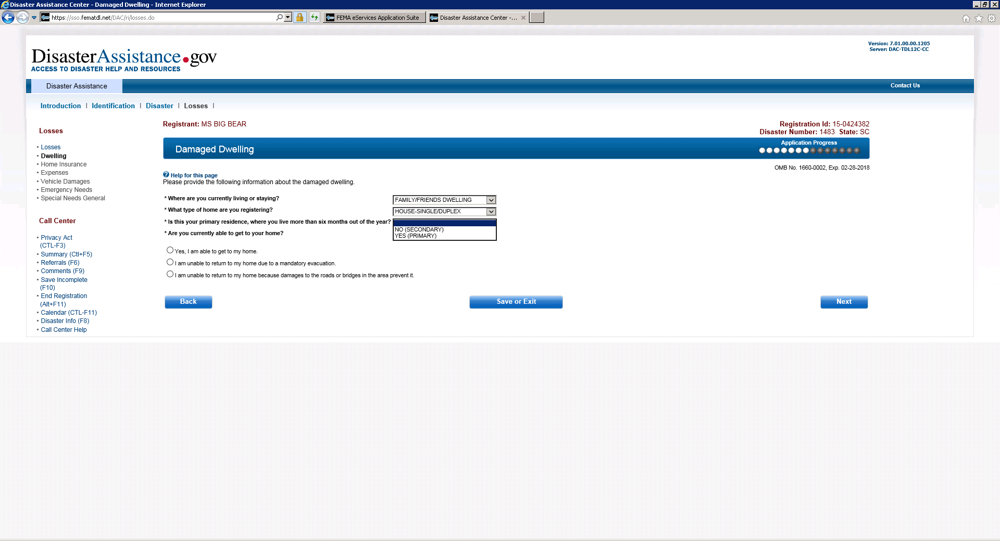 Disaster Assistance Center - Damaged Dwelling - Internet Explorer
https://sso.fematdl.net/DAC/ri/losses.do
FEMA eServices Application Suite
Disaster Assistance Center -...
Version: 7.01.00.00.1205
Server: DAC-TDL12C-CC
DisasterAssistance.gov
ACCESS TO DISASTER HELP AND RESOURCES
Disaster Assistance
Contact Us
Introduction | Identification | Disaster | Losses |
Losses
• Losses
• Dwelling
• Home Insurance
• Expenses
• Vehicle Damages
• Emergency Needs
• Special Needs General
Call Center
• Privacy Act
(CTL-F3)
• Summary (Ctl+F5)
• Referrals (F6)
• Comments (F9)
• Save Incomplete
(F10)
• End Registration
(Alt+F11)
• Calendar (CTL-F11)
• Disaster Info (F8)
• Call Center Help
Registrant: MS BIG BEAR
Registration Id: 15-0424382
Disaster Number: 1483 State: SC
Damaged Dwelling
Application Progress
OMB No. 1660-0002, Exp. 02-28-2018
? Help for this page
Please provide the following information about the damaged dwelling.
* Where are you currently living or staying?
FAMILY/FRIENDS DWELLING
* What type of home are you registering?
HOUSE-SINGLE/DUPLEX
* Is this your primary residence, where you live more than six months out of the year?
NO (SECONDARY)
YES (PRIMARY)
* Are you currently able to get to your home?
Yes, I am able to get to my home.
I am unable to return to my home due to a mandatory evacuation.
I am unable to return to my home because damages to the roads or bridges in the area prevent it.
Back
Save or Exit
Next